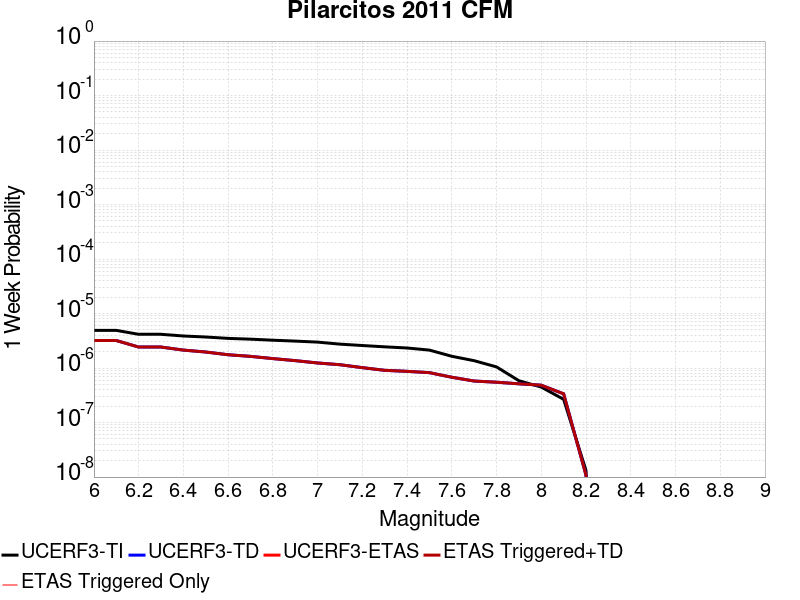 Pilarcitos 2011 CFM
10^0
10^-1
10^-2
10^-3
10^-4
10^-5
10^-6
10^-7
10^-8
1 Week Probability
6 6.2 6.4 6.6 6.8 7 7.2 7.4 7.6 7.8 8 8.2 8.4 8.6 8.8 9
Magnitude
UCERF3-TI UCERF3-TD UCERF3-ETAS ETAS Triggered+TD
ETAS Triggered Only